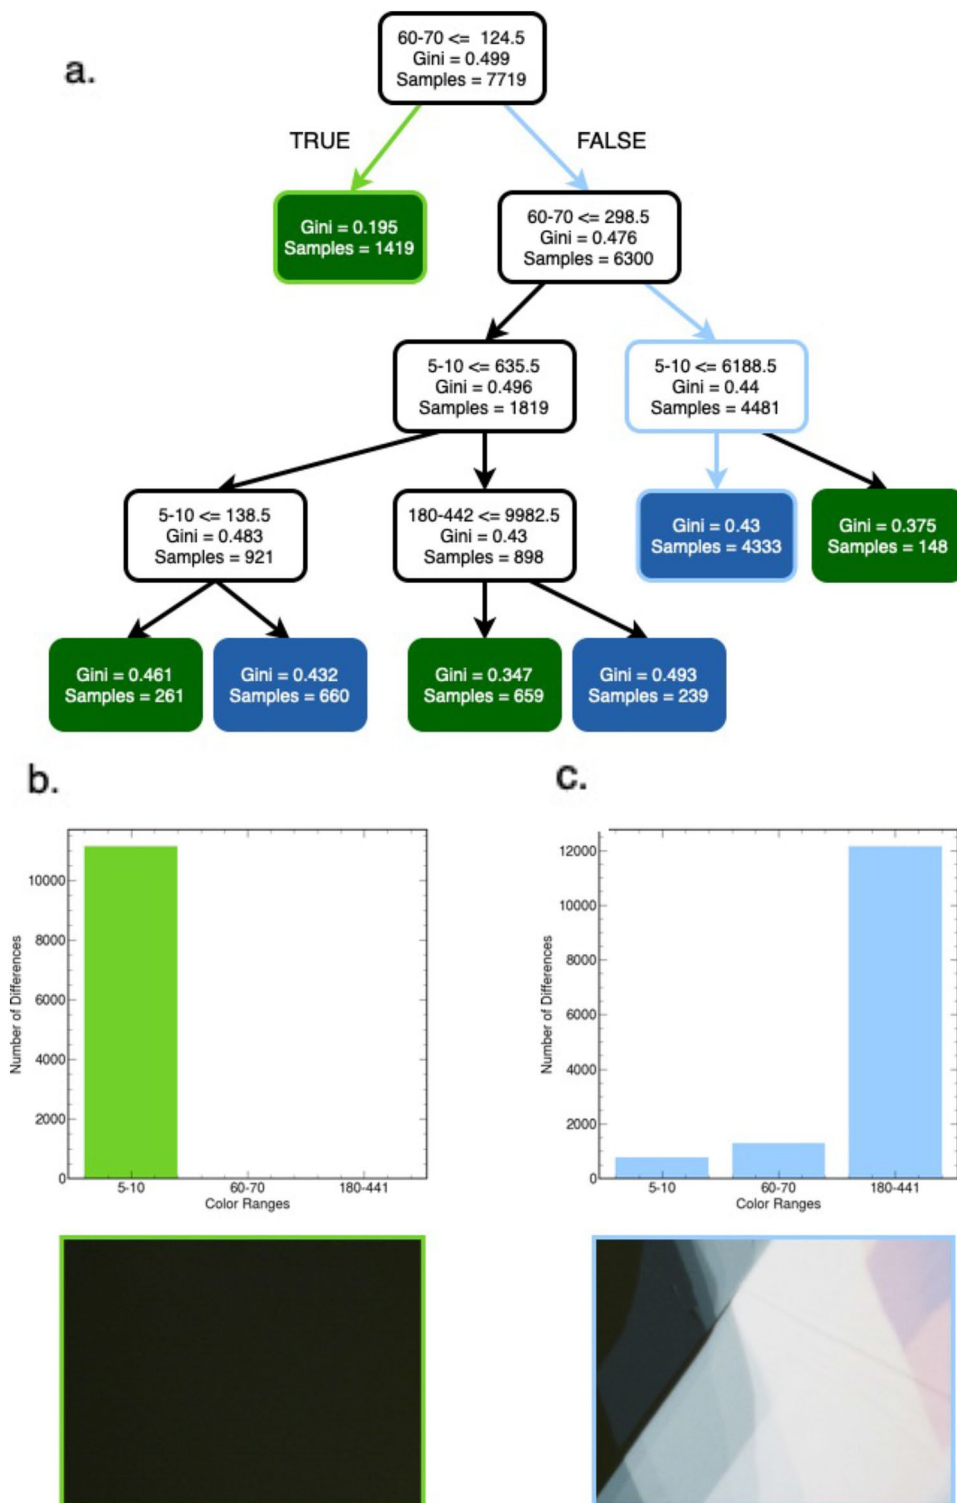 a.
60-70 <= 124.5
Gini = 0.499
Samples = 7719
TRUE
FALSE
Gini = 0.195
Samples = 1419
60-70 <= 298.5
Gini = 0.476
Samples = 6300
5-10 <= 635.5
Gini = 0.496
Samples = 1819
5-10 <= 6188.5
Gini = 0.44
Samples = 4481
5-10 <= 138.5
Gini = 0.483
Samples = 921
180-442 <= 9982.5
Gini = 0.43
Samples = 898
Gini = 0.43
Samples = 4333
Gini = 0.375
Samples = 148
Gini = 0.461
Samples = 261
Gini = 0.432
Samples = 660
Gini = 0.347
Samples = 659
Gini = 0.493
Samples = 239
b.
10000
8000
6000
4000
2000
0
Number of Differences
5-10 60-70 180-441
Color Ranges
c.
12000
10000
8000
6000
4000
2000
0
Number of Differences
5-10 60-70 180-441
Color Ranges